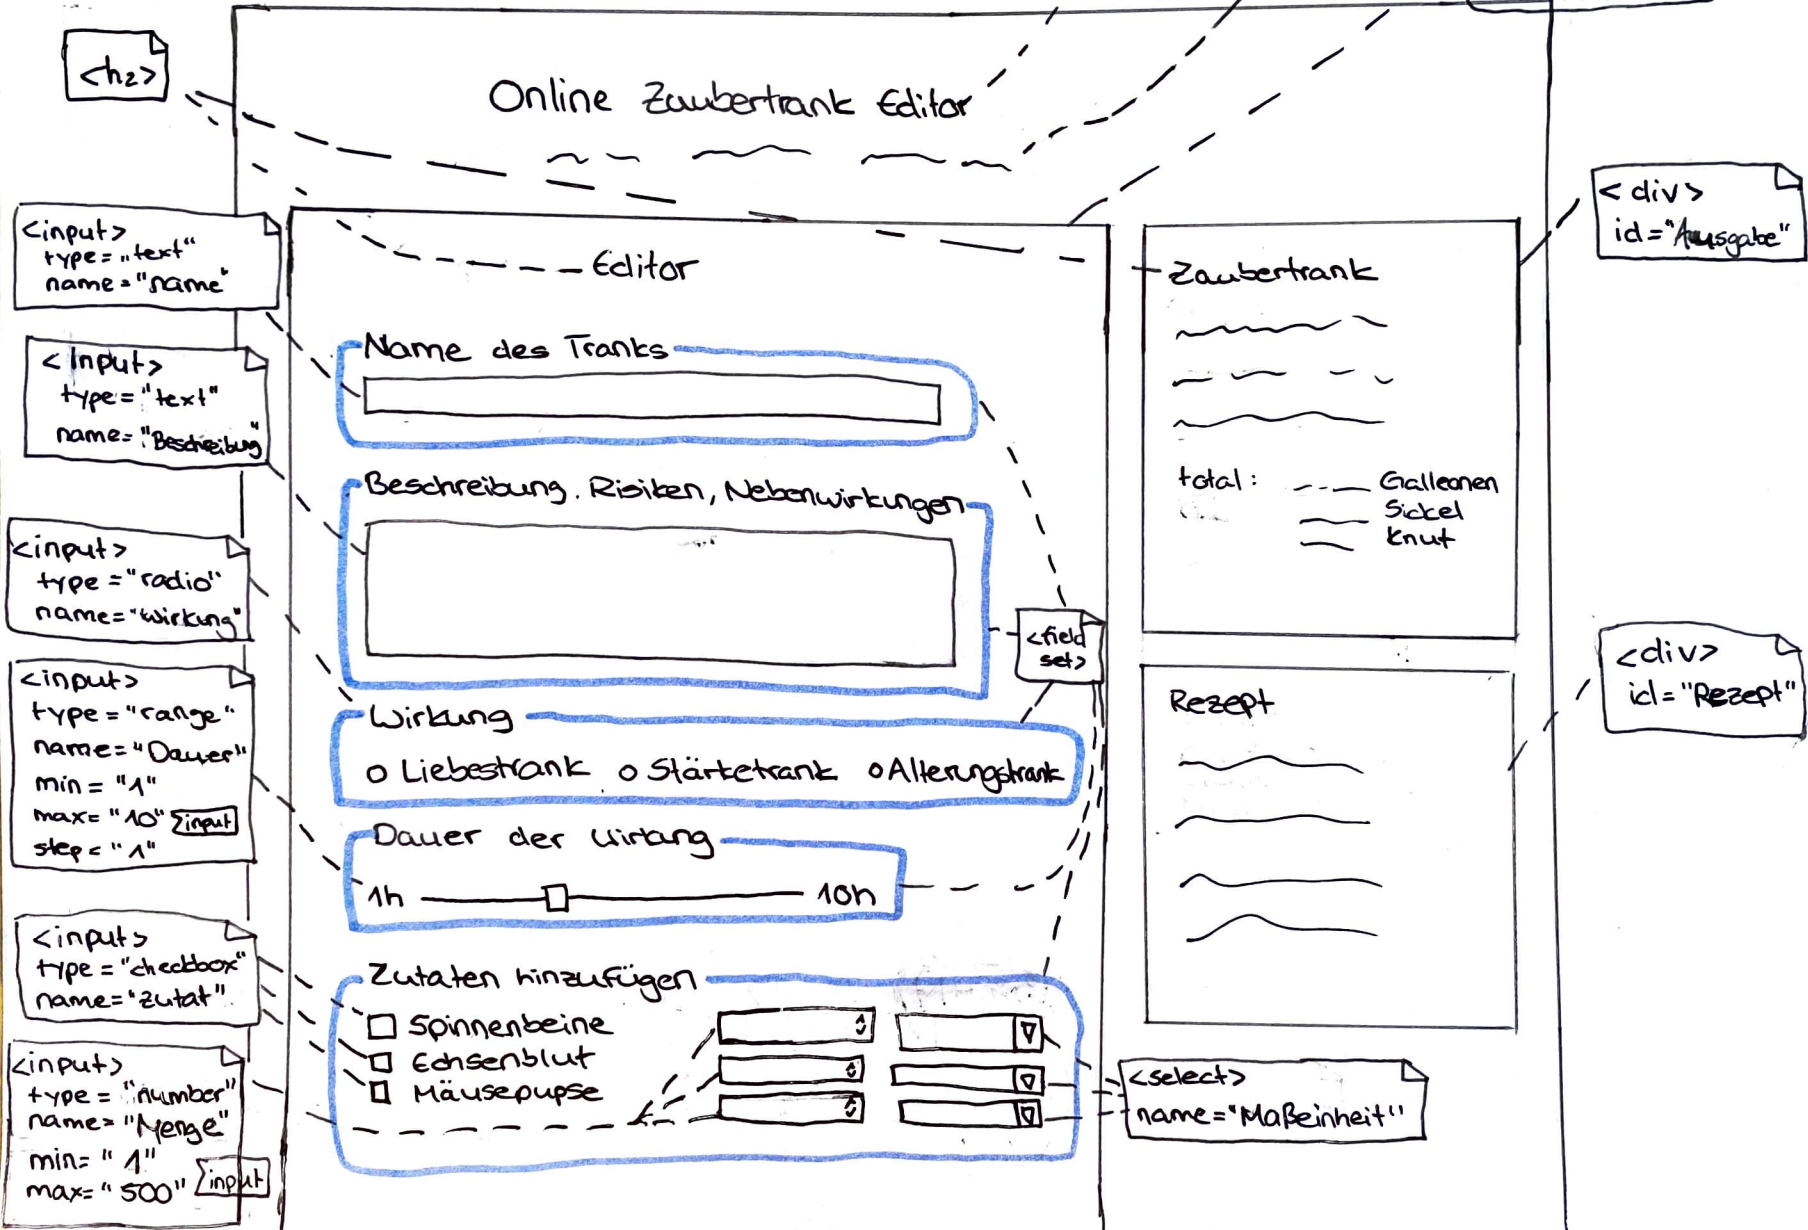 <h2>
Online Zaubertrank Editor
<input>
type="text"
name="name"
<Input>
type="text"
name="Beschreibung"
<input>
type="radio"
name="Wirkung"
<input>
type="range"
name="Dauer"
min="1"
max="10" input
step="1"
<input>
type="checkbox"
name="Zutat"
<input>
type="number"
name="Menge"
min="1"
max="500" input
Editor
Name des Tranks
Beschreibung. Risiken, Nebenwirkungen
Wirkung
Liebestrank Stärketrank Alterungstrank
Dauer der Wirkung
1h 10h
Zutaten hinzufügen
Spinnenbeine
Echsenblut
Mäusepupse
<field
set>
Zaubertrank
total: Galleonen
Sickel
Knut
Rezept
<div>
id="Ausgabe"
<div>
id="Rezept"
<select>
name="Maßeinheit"